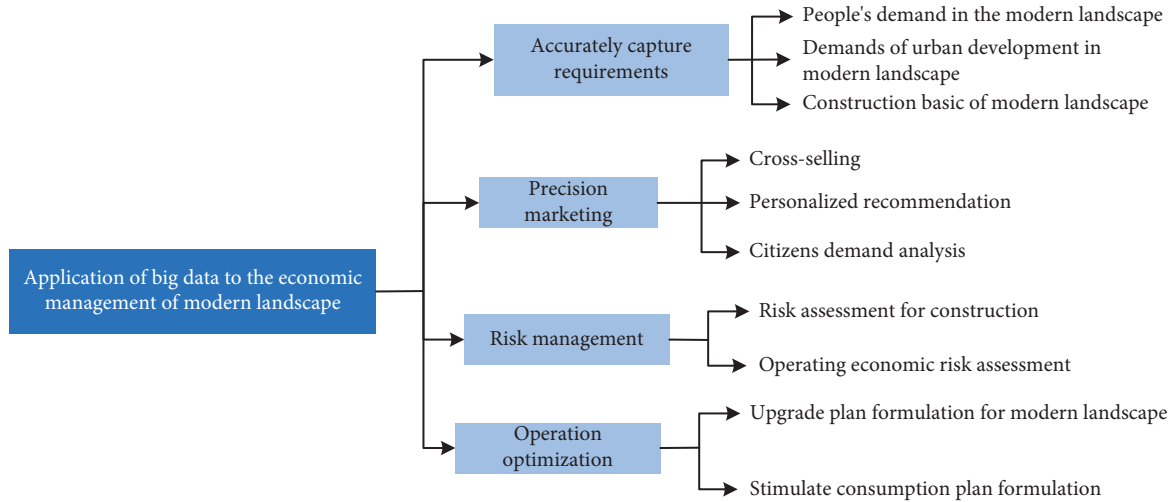 Application of big data to the economic
management of modern landscape
Accurately capture
requirements
People's demand in the modern landscape
Demands of urban development in
modern landscape
Construction basic of modern landscape
Precision
marketing
Cross-selling
Personalized recommendation
Citizens demand analysis
Risk management
Risk assessment for construction
Operating economic risk assessment
Operation
optimization
Upgrade plan formulation for modern landscape
Stimulate consumption plan formulation